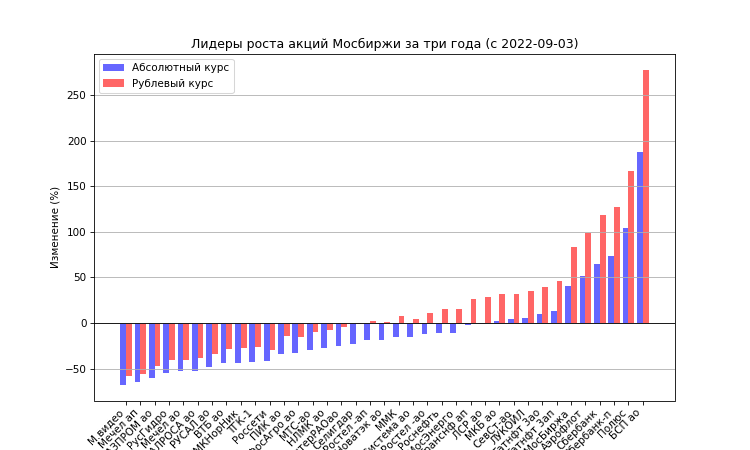 Лидеры роста акций Мосбиржи за три года (с 2022-09-03)
Абсолютный курс
Рублевый курс
Изменение (%)
250
200
150
100
50
0
−50
М.видео
Мечел ап
ГАЗПРОМ ао
РусГидро
Мечел ао
АЛРОСА ао
РУСАЛ ао
ВТБ ао
ГМКНорНик
ТГК-1
Россети
ПИК ао
РосАгро ао
МТС-ао
НЛМК ао
ИнтерРАОао
Селигдар
Ростел -ап
Новатэк ао
ММК
Система ао
Ростел -ао
Роснефть
МосЭнерго
Транснф ап
ЛСР ао
МКБ ао
СевСт-ао
ЛУКОЙЛ
Татнфт 3ао
Татнфт 3ап
МосБиржа
Аэрофлот
Сбербанк
Сбербанк-п
Полюс
БСП ао